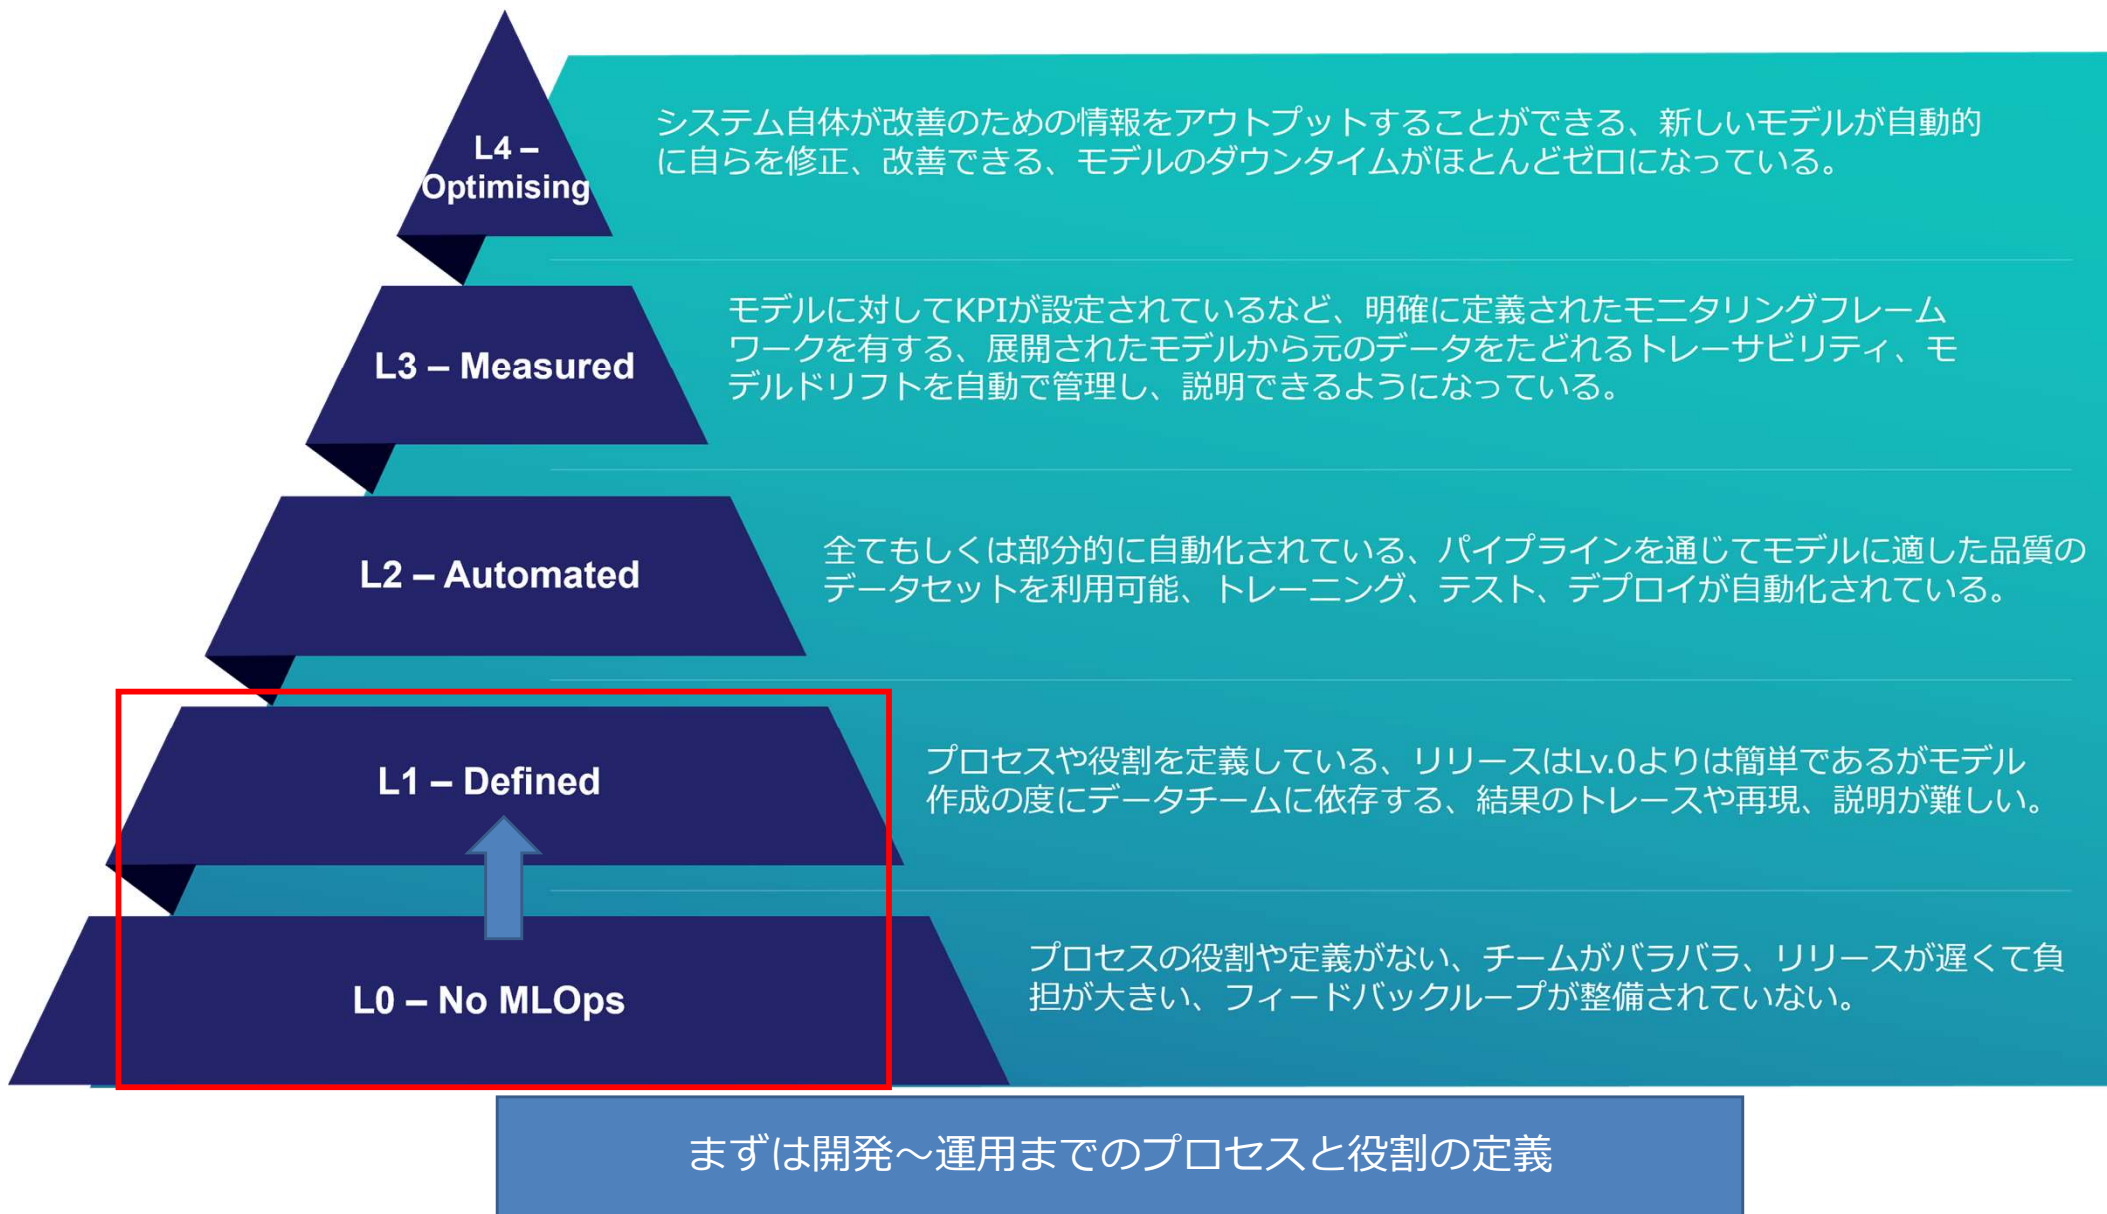 L4 –
Optimising
システム自体が改善のための情報をアウトプットすることができる、新しいモデルが自動的
に自らを修正、改善できる、モデルのダウンタイムがほとんどゼロになっている。
L3 – Measured
モデルに対してKPIが設定されているなど、明確に定義されたモニタリングフレーム
ワークを有する、展開されたモデルから元のデータをたどれるトレーサビリティ、モ
デルドリフトを自動で管理し、説明できるようになっている。
L2 – Automated
全てもしくは部分的に自動化されている、パイプラインを通じてモデルに適した品質の
データセットを利用可能、トレーニング、テスト、デプロイが自動化されている。
L1 – Defined
プロセスや役割を定義している、リリースはLv.0よりは簡単であるがモデル
作成の度にデータチームに依存する、結果のトレースや再現、説明が難しい。
L0 – No MLOps
プロセスの役割や定義がない、チームがバラバラ、リリースが遅くて負
担が大きい、フィードバックループが整備されていない。
まずは開発～運用までのプロセスと役割の定義